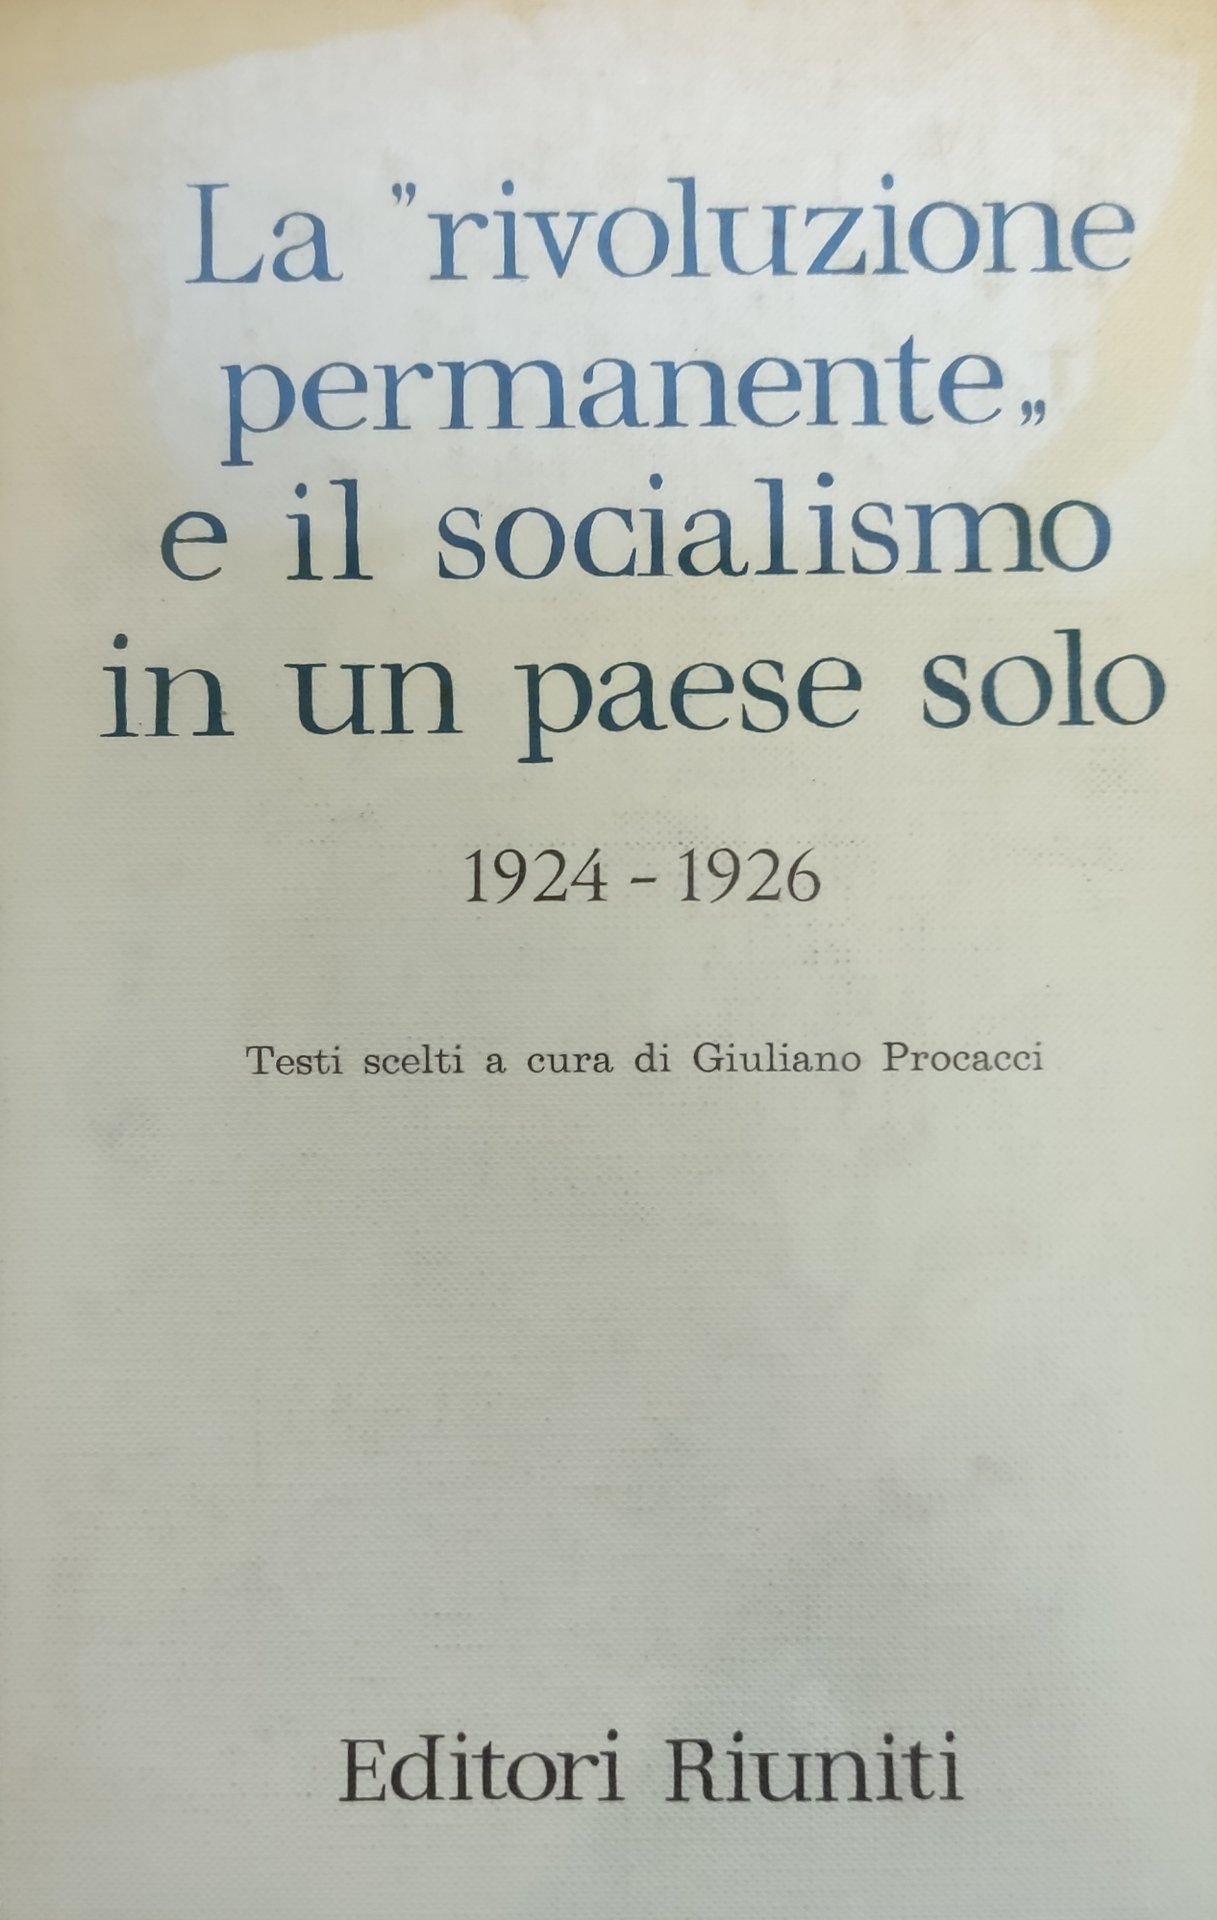 La ”rivoluzione
permanente„
e il socialismo
in un paese solo
1924 - 1926
Testi scelti a cura di Giuliano Procacci
Editori Riuniti